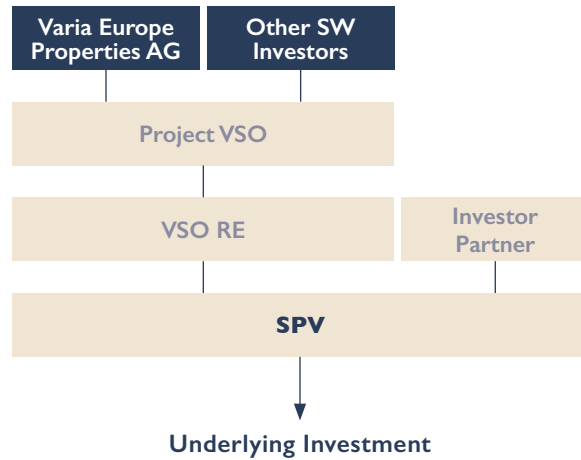 Varia Europe
Properties AG
Other SW
Investors
Project VSO
VSO RE
Investor
Partner
SPV
Underlying Investment